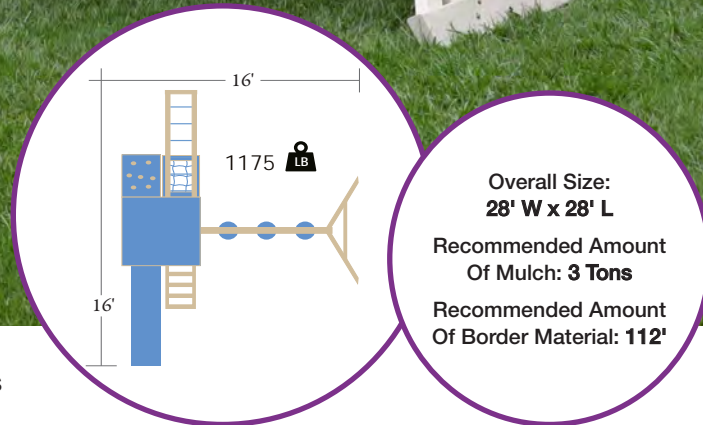 16'
1175 LB
16'
Overall Size:
28' W x 28' L
Recommended Amount
Of Mulch: 3 Tons
Recommended Amount
Of Border Material: 112'
s